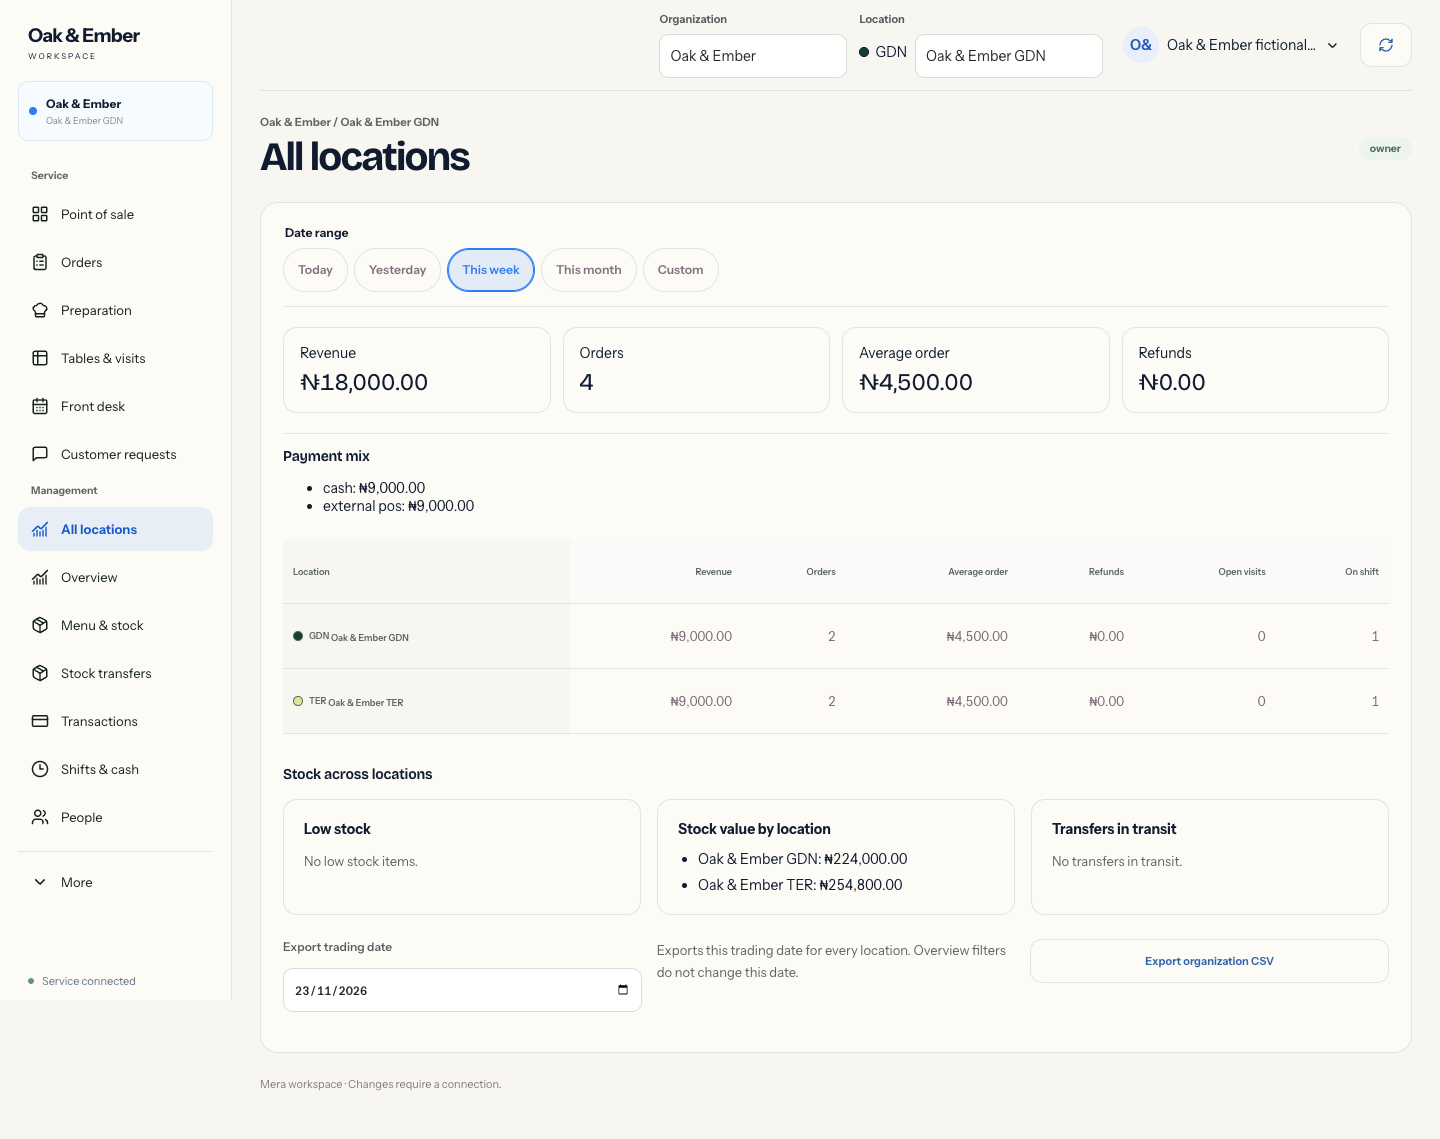 Oak & Ember
WORKSPACE
Oak & Ember
Oak & Ember GDN
Service
Point of sale
Orders
Preparation
Tables & visits
Front desk
Customer requests
Management
All locations
Overview
Menu & stock
Stock transfers
Transactions
Shifts & cash
People
More
Service connected
Organization
Oak & Ember
Location
GDN
Oak & Ember GDN
O&
Oak & Ember fictional...
Oak & Ember / Oak & Ember GDN
All locations
owner
Date range
Today
Yesterday
This week
This month
Custom
Revenue
₦18,000.00
Orders
4
Average order
₦4,500.00
Refunds
₦0.00
Payment mix
cash: ₦9,000.00
external pos: ₦9,000.00
Location Revenue Orders Average order Refunds Open visits On shift
GDN Oak & Ember GDN ₦9,000.00 2 ₦4,500.00 ₦0.00 0 1
TER Oak & Ember TER ₦9,000.00 2 ₦4,500.00 ₦0.00 0 1
Stock across locations
Low stock
No low stock items.
Stock value by location
Oak & Ember GDN: ₦224,000.00
Oak & Ember TER: ₦254,800.00
Transfers in transit
No transfers in transit.
Export trading date
23/11/2026
Exports this trading date for every location. Overview filters
do not change this date.
Export organization CSV
Mera workspace · Changes require a connection.